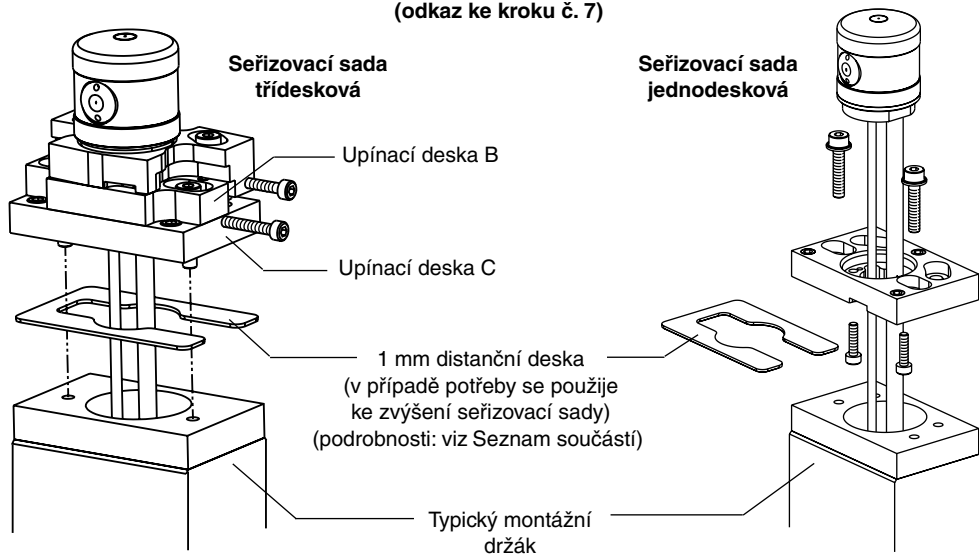 (odkaz ke kroku č. 7)
Seřizovací sada
třídesková
Seřizovací sada
jednodesková
Upínací deska B
Upínací deska C
1 mm distanční deska
(v případě potřeby se použije
ke zvýšení seřizovací sady)
(podrobnosti: viz Seznam součástí)
Typický montážní
držák